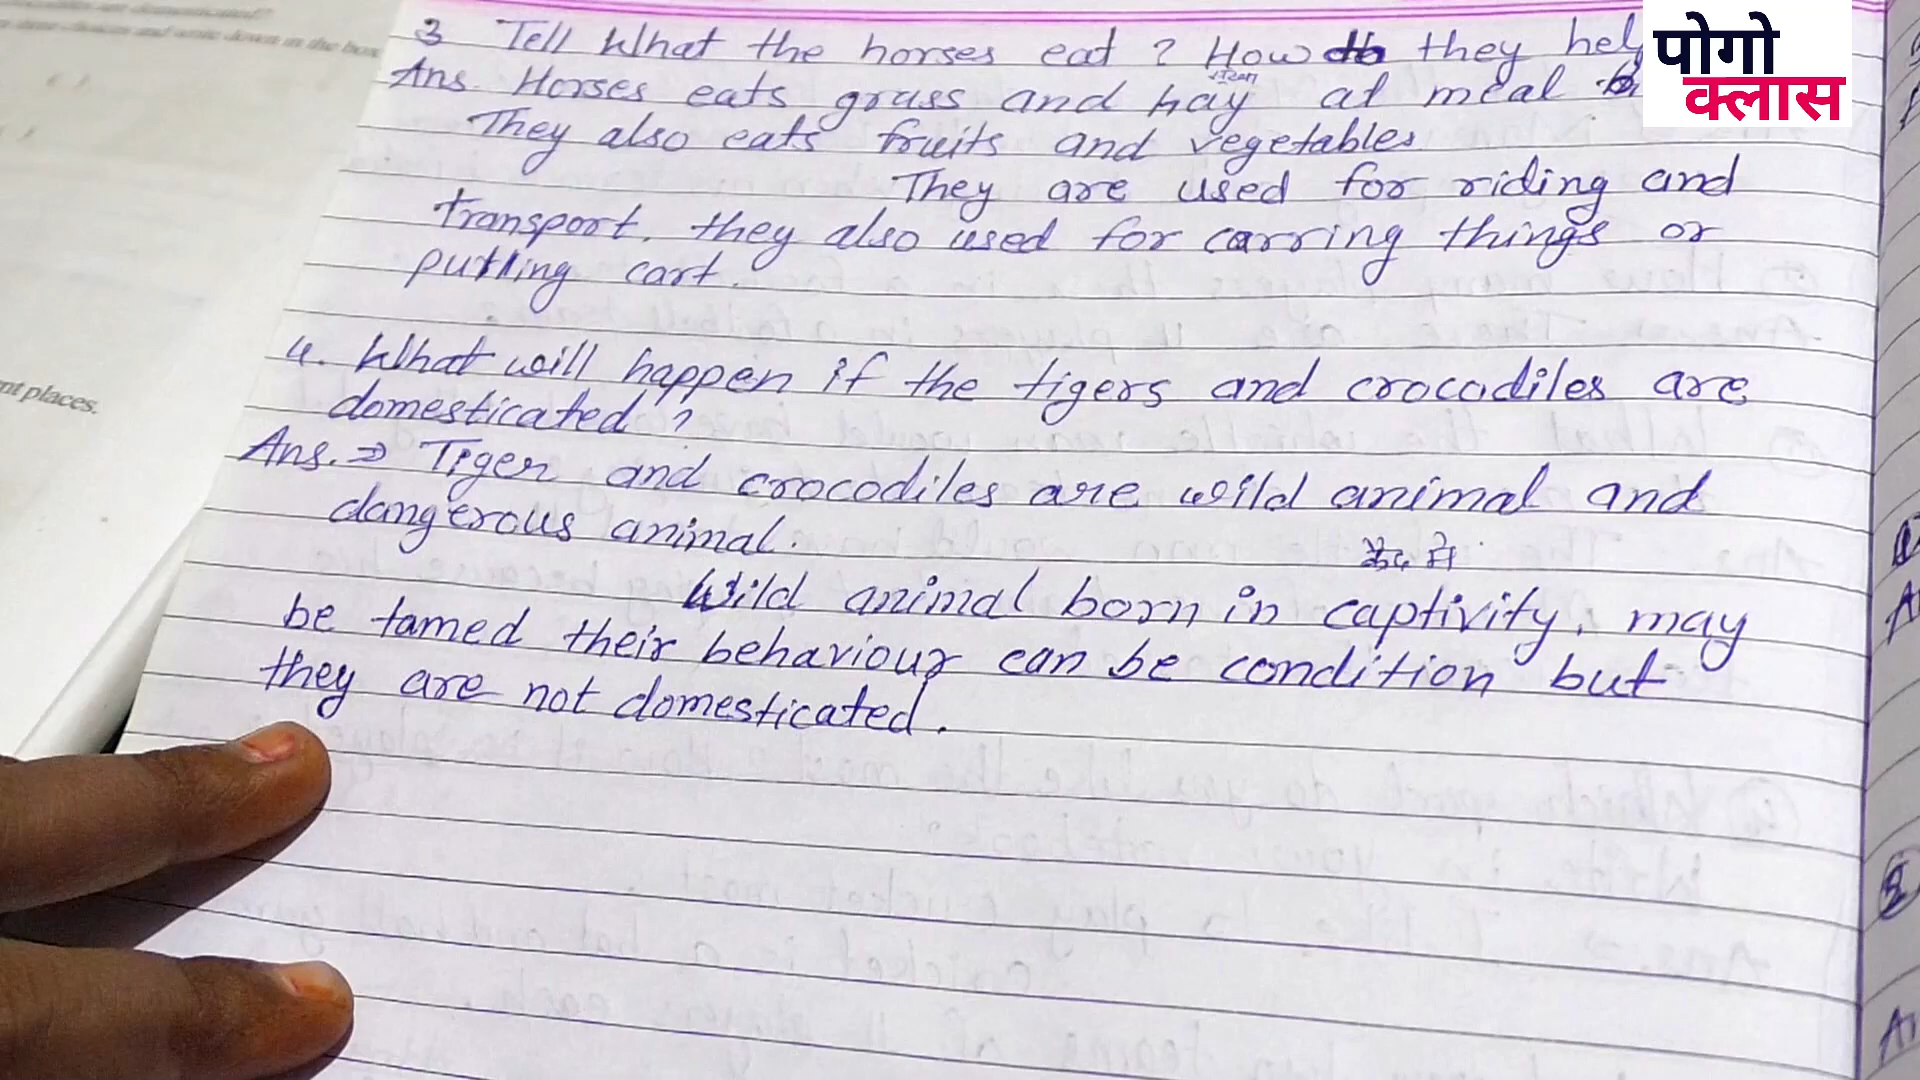 पोगो
क्लास
nt places.
3 Tell What the horses eat ? How they hel
Ans. Horses eats grass and hay at meal
They also eats fruits and vegetables
They are used for riding and
transport. they also used for carring things or
putling cart.
4. What will happen if the tigers and crocodiles are
domesticated ?
Ans. ⇒ Tiger and crocodiles are wild animal and
dangerous animal.
Wild animal born in captivity. may
be tamed their behaviour can be condition but
they are not domesticated.